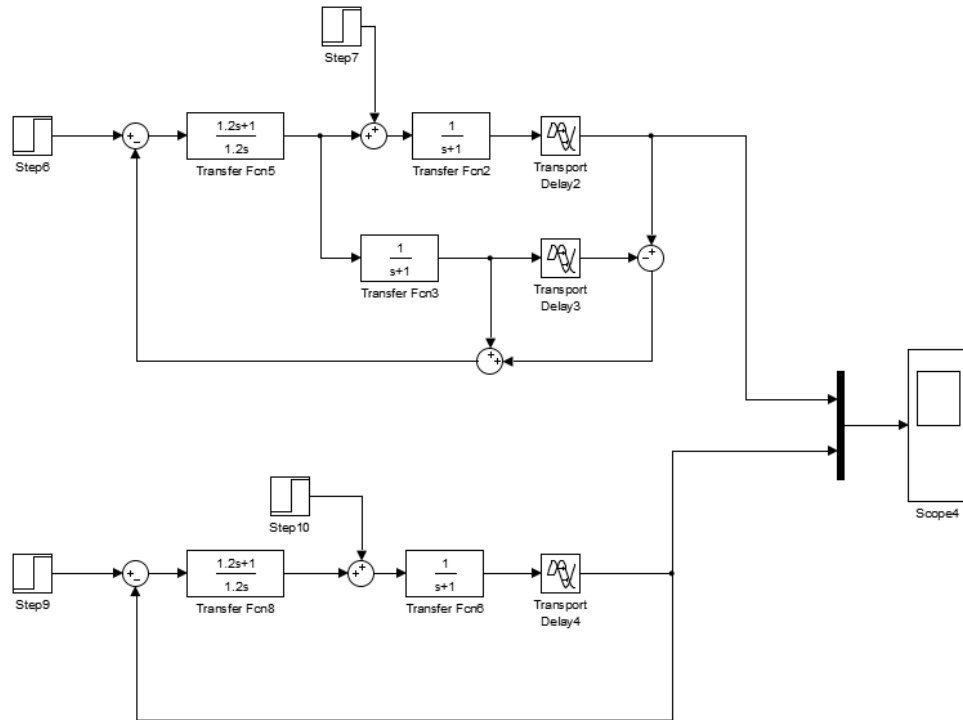 Step7
+
-
1.2s+1
1.2s
+
+
1
s+1
Step6
Transfer Fcn5
Transfer Fcn2
Transport
Delay2
1
s+1
+
-
Transfer Fcn3
Transport
Delay3
+
+
Step10
Scope4
+
-
1.2s+1
1.2s
+
+
1
s+1
Step9
Transfer Fcn8
Transfer Fcn6
Transport
Delay4